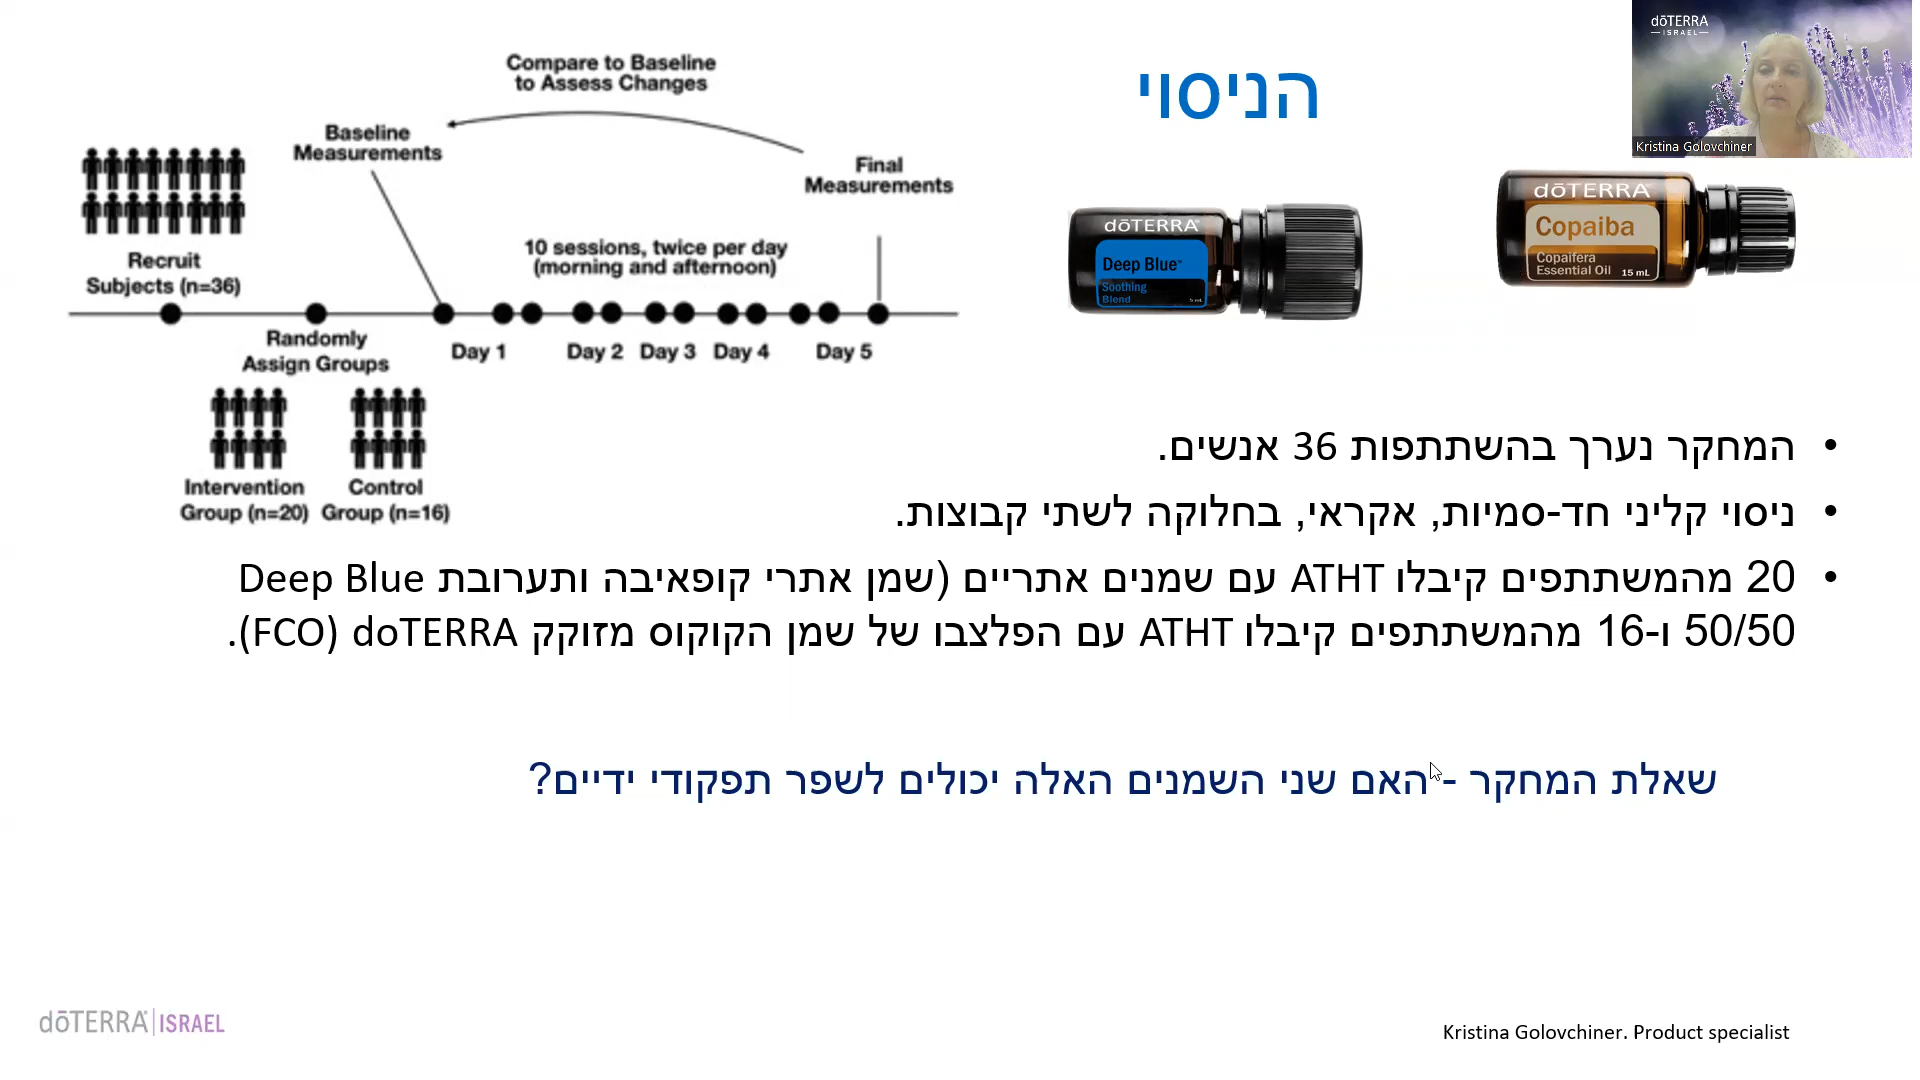 הניסוי
dōTERRA
ISRAEL
Kristina Golovchiner
Compare to Baseline
to Assess Changes
Baseline
Measurements
Final
Measurements
10 sessions, twice per day
(morning and afternoon)
Recruit
Subjects (n=36)
Randomly
Assign Groups
Day 1
Day 2
Day 3
Day 4
Day 5
Intervention
Group (n=20)
Control
Group (n=16)
dōTERRA
Deep Blue™
Soothing
Blend
5 mL
dōTERRA
Copaiba
Copaifera
Essential Oil 15 mL
• המחקר נערך בהשתתפות 36 אנשים.
• ניסוי קליני חד-סמיות, אקראי, בחלוקה לשתי קבוצות.
• 20 מהמשתתפים קיבלו ATHT עם שמנים אתריים (שמן אתרי קופאיבה ותערובת Deep Blue
50/50 ו-16 מהמשתתפים קיבלו ATHT עם הפלצבו של שמן הקוקוס מזוקק doTERRA (FCO).
שאלת המחקר - האם שני השמנים האלה יכולים לשפר תפקודי ידיים?
dōTERRA | ISRAEL
Kristina Golovchiner. Product specialist